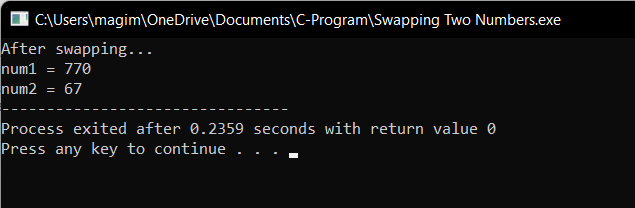 C:\Users\magim\OneDrive\Documents\C-Program\Swapping Two Numbers.exe
After swapping...
num1 = 770
num2 = 67
--------------------------------
Process exited after 0.2359 seconds with return value 0
Press any key to continue . . .